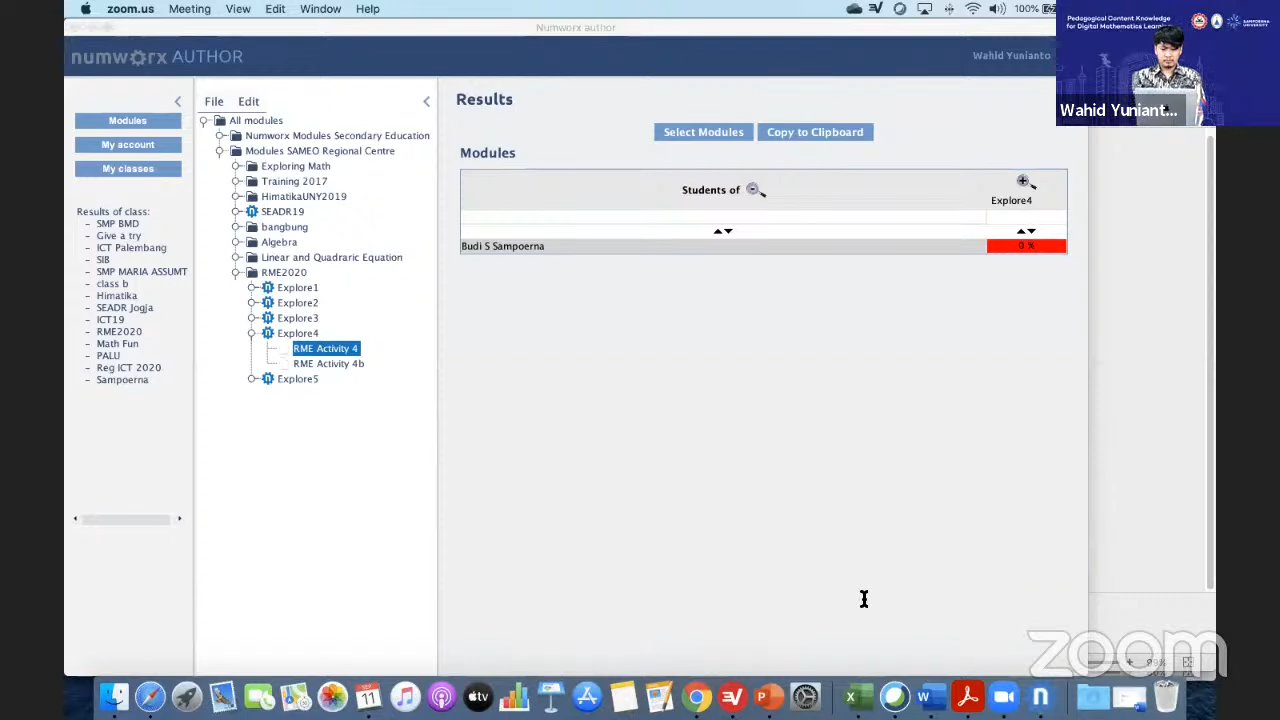 zoom.us Meeting View Edit Window Help
100%
Numworx author
numworx AUTHOR
Wahid Yunianto
Pedagogical Content Knowledge
for Digital Mathematics Learning
SAMPOERNA
UNIVERSITY
Wahid Yuniant...
Modules
My account
My classes
Results of class:
– SMP BMD
– Give a try
– ICT Palembang
– SIB
– SMP MARIA ASSUMT
– class b
– Himatika
– SEADR Jogja
– ICT19
– RME2020
– Math Fun
– PALU
– Reg ICT 2020
– Sampoerna
File Edit
All modules
Numworx Modules Secondary Education
Modules SAMEO Regional Centre
Exploring Math
Training 2017
HimatikaUNY2019
SEADR19
bangbung
Algebra
Linear and Quadraric Equation
RME2020
Explore1
Explore2
Explore3
Explore4
RME Activity 4
RME Activity 4b
Explore5
Results
Select Modules
Copy to Clipboard
Modules
Students of
Explore4
Budi S Sampoerna
0 %
zoom
tv